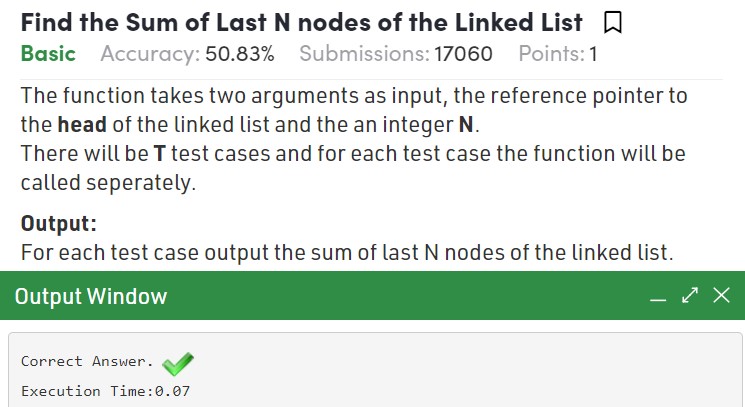 Find the Sum of Last N nodes of the Linked List
Basic Accuracy: 50.83% Submissions: 17060 Points: 1
The function takes two arguments as input, the reference pointer to
the head of the linked list and the an integer N.
There will be T test cases and for each test case the function will be
called seperately.
Output:
For each test case output the sum of last N nodes of the linked list.
Output Window
Correct Answer.
Execution Time:0.07